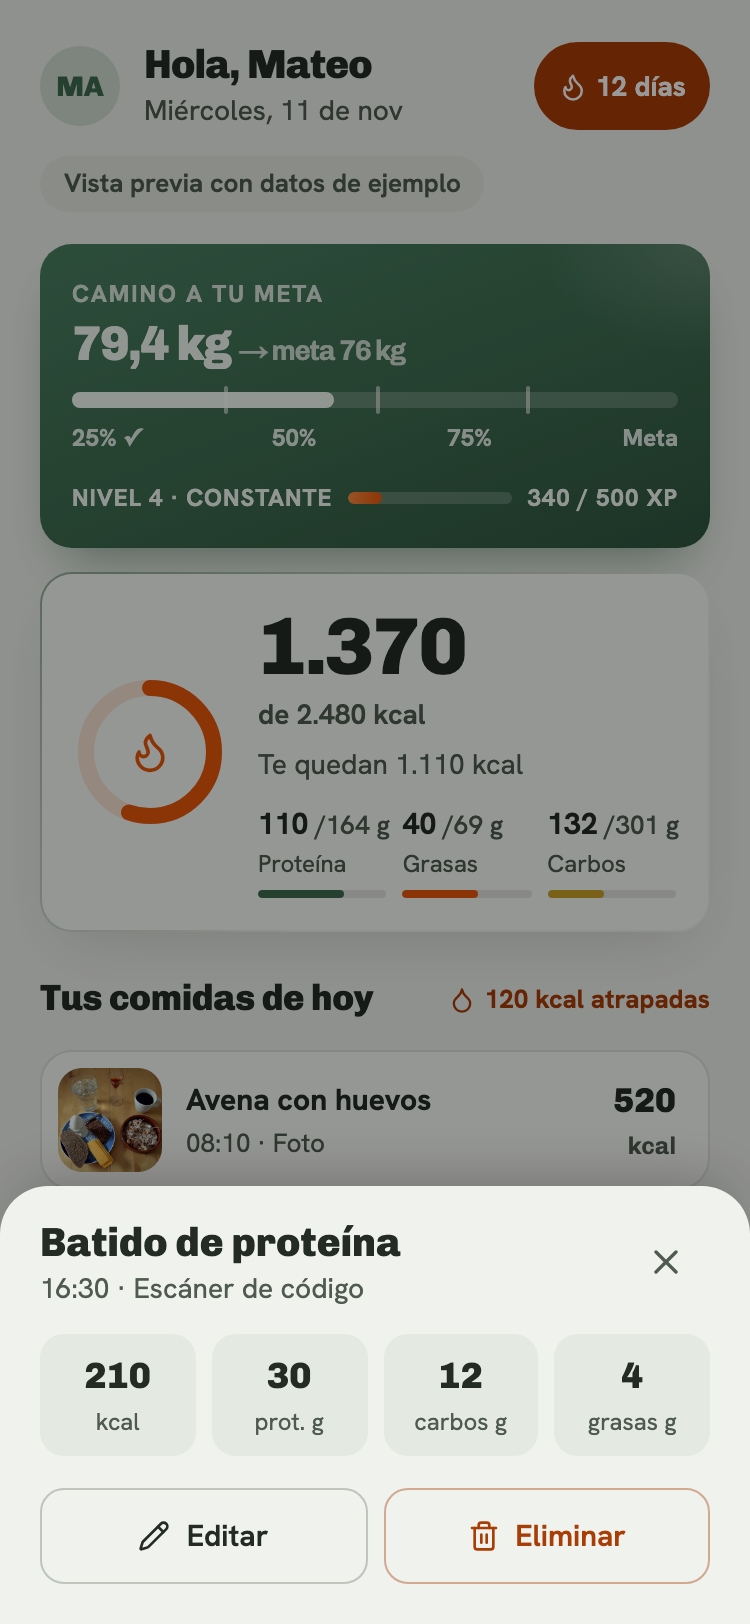 MA
Hola, Mateo
Miércoles, 11 de nov
12 días
Vista previa con datos de ejemplo
CAMINO A TU META
79,4 kg → meta 76 kg
25% ✓ 50% 75% Meta
NIVEL 4 · CONSTANTE 340 / 500 XP
1.370
de 2.480 kcal
Te quedan 1.110 kcal
110 /164 g 40 /69 g 132 /301 g
Proteína Grasas Carbos
Tus comidas de hoy 120 kcal atrapadas
Avena con huevos 520
08:10 · Foto kcal
Batido de proteína
16:30 · Escáner de código
210 30 12 4
kcal prot. g carbos g grasas g
Editar Eliminar